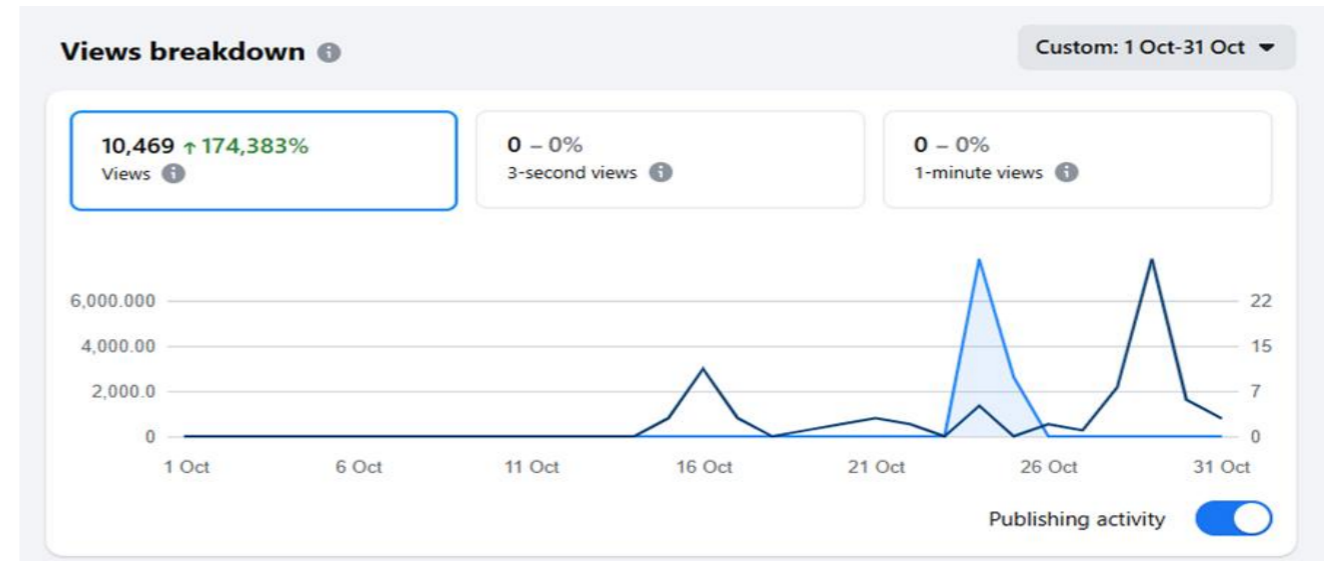 Views breakdown
Custom: 1 Oct-31 Oct
10,469 ↑ 174,383%
Views
0 – 0%
3-second views
0 – 0%
1-minute views
6,000.000
4,000.00
2,000.0
0
22
15
7
0
1 Oct 6 Oct 11 Oct 16 Oct 21 Oct 26 Oct 31 Oct
Publishing activity